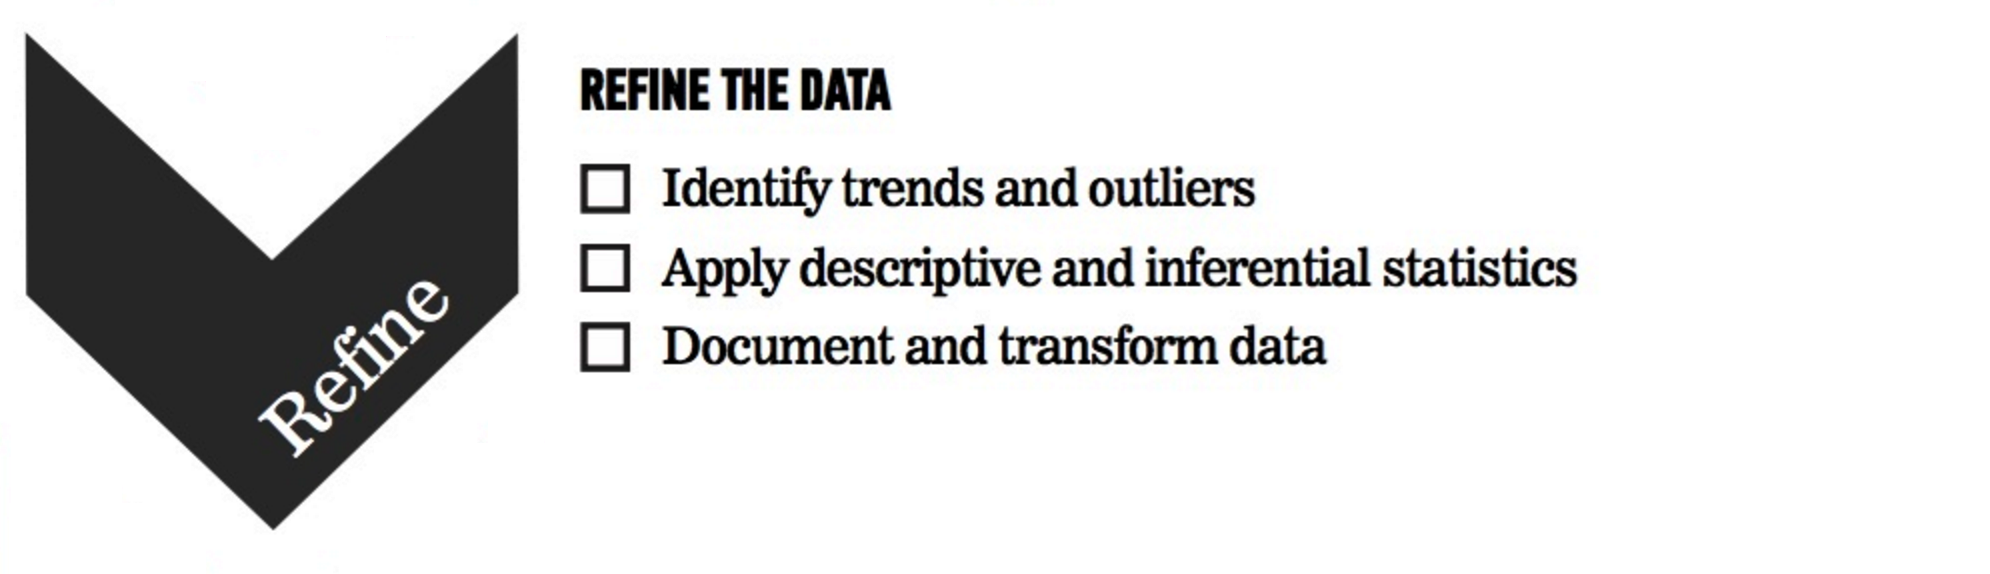 Refine
REFINE THE DATA
Identify trends and outliers
Apply descriptive and inferential statistics
Document and transform data